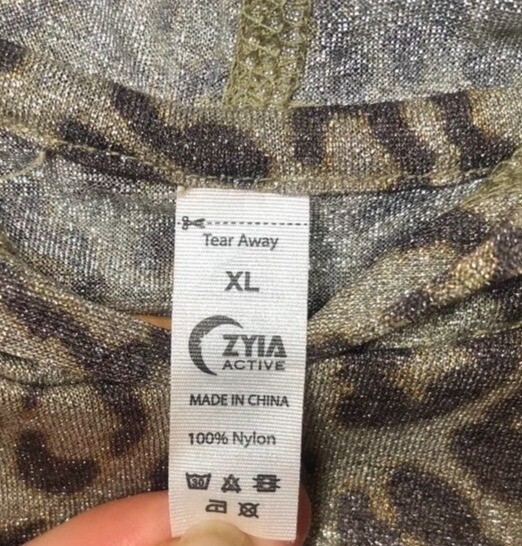 Tear Away
XL
ZYIA
ACTIVE
MADE IN CHINA
100% Nylon
30